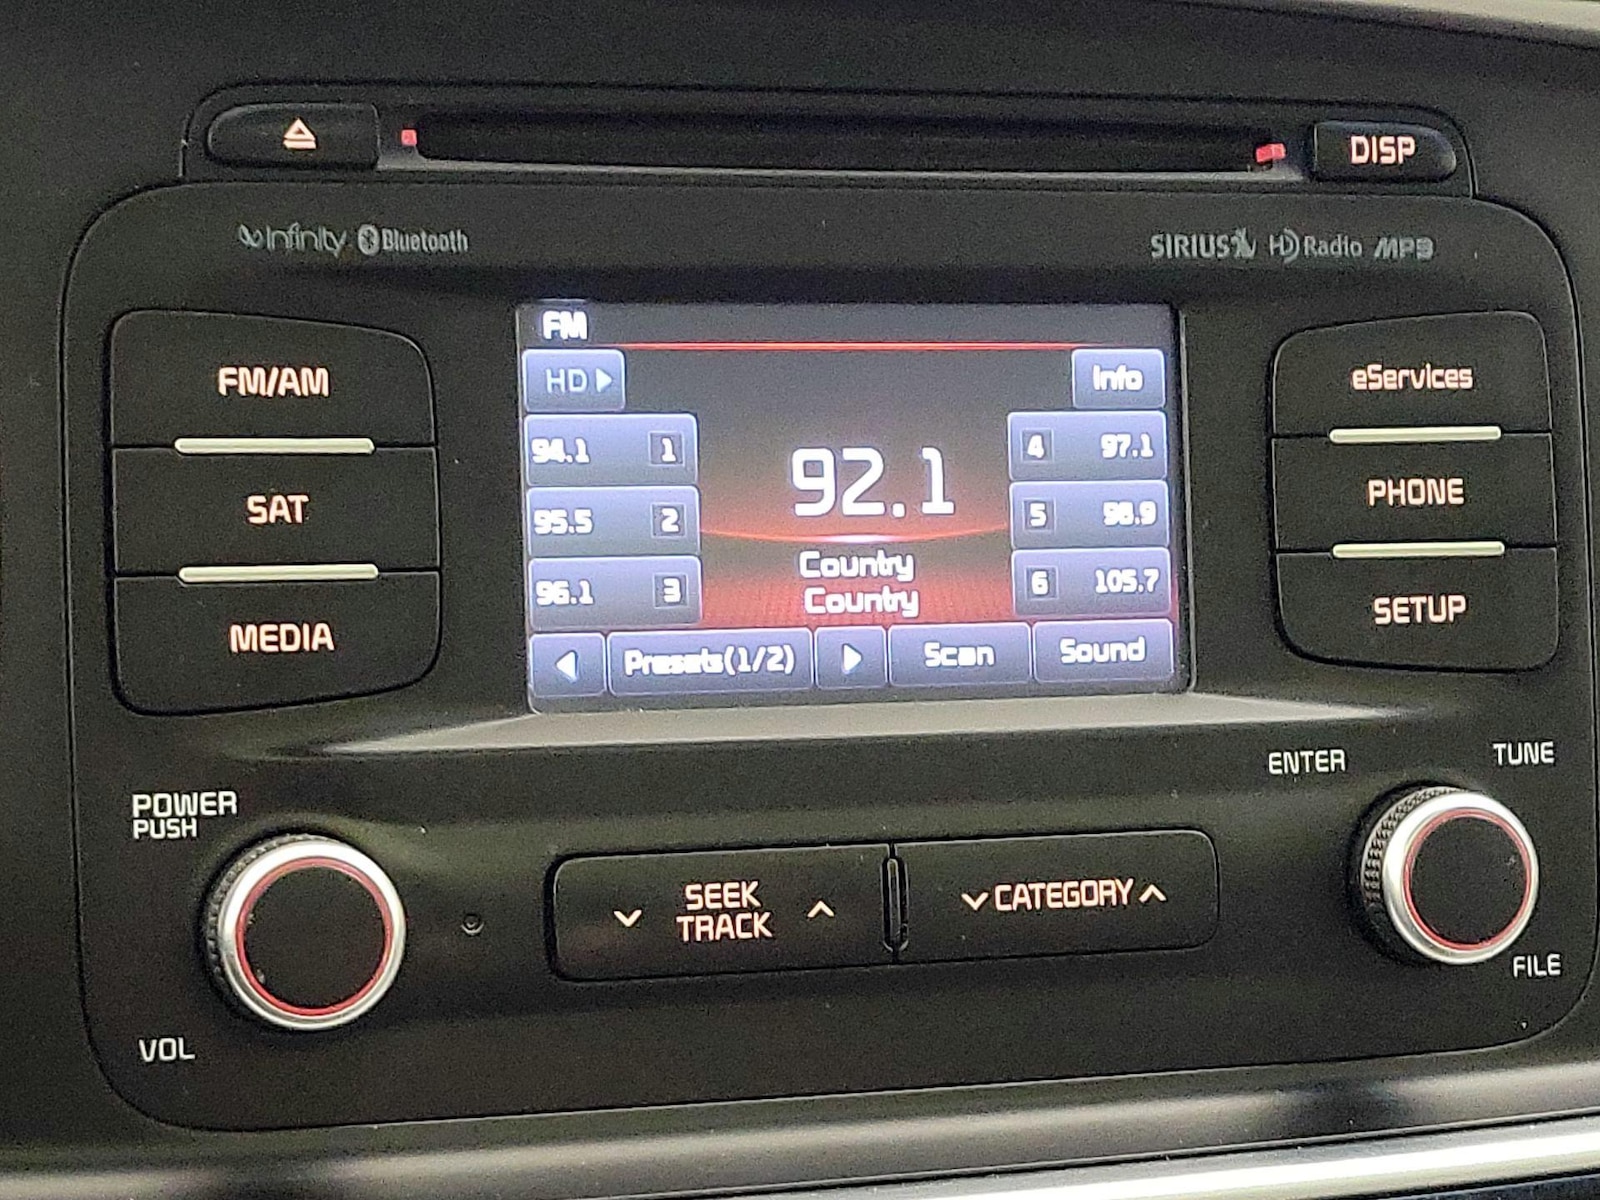 DISP
Infinity Bluetooth
SIRIUS HD Radio MP3
FM/AM
SAT
MEDIA
FM
HD
Info
94.1 1
95.5 2
96.1 3
92.1
Country
Country
4 97.1
5 98.9
6 105.7
Presets(1/2)
Scan
Sound
eServices
PHONE
SETUP
POWER
PUSH
VOL
SEEK
TRACK
CATEGORY
ENTER
TUNE
FILE